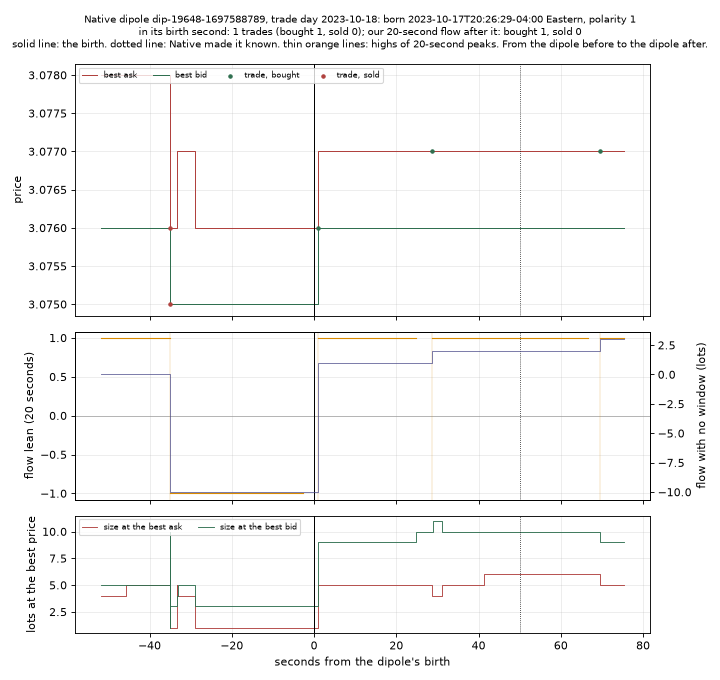 Native dipole dip-19648-1697588789, trade day 2023-10-18: born 2023-10-17T20:26:29-04:00 Eastern, polarity 1
in its birth second: 1 trades (bought 1, sold 0); our 20-second flow after it: bought 1, sold 0
solid line: the birth. dotted line: Native made it known. thin orange lines: highs of 20-second peaks. From the dipole before to the dipole after.
best ask best bid trade, bought trade, sold
3.0780
3.0775
3.0770
3.0765
3.0760
3.0755
3.0750
price
1.0
0.5
0.0
−0.5
−1.0
flow lean (20 seconds)
2.5
0.0
−2.5
−5.0
−7.5
−10.0
flow with no window (lots)
size at the best ask size at the best bid
10.0
7.5
5.0
2.5
lots at the best price
−40 −20 0 20 40 60 80
seconds from the dipole's birth